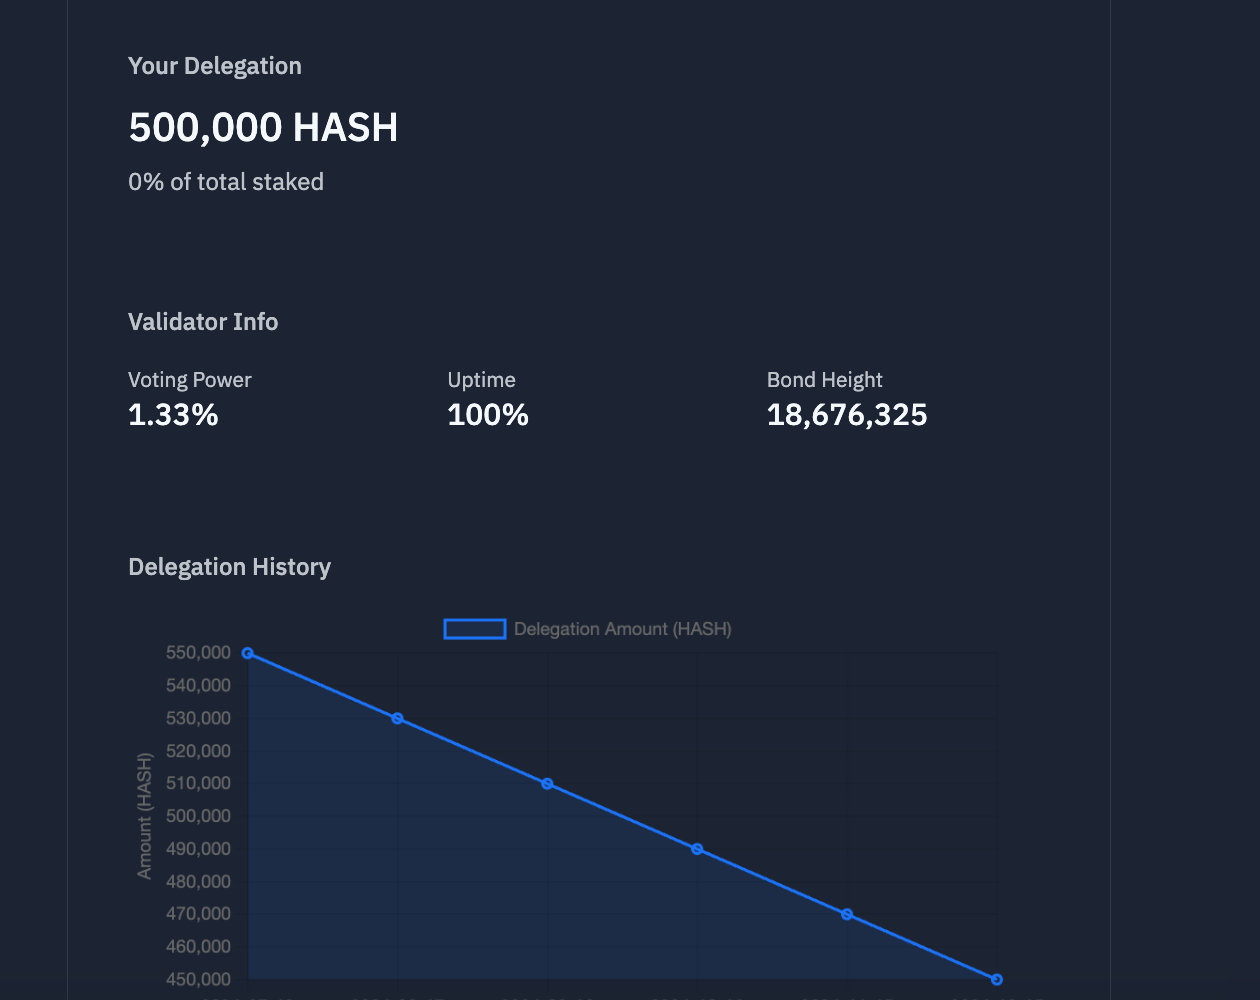 Your Delegation
500,000 HASH
0% of total staked
Validator Info
Voting Power
1.33%
Uptime
100%
Bond Height
18,676,325
Delegation History
Delegation Amount (HASH)
Amount (HASH)
550,000
540,000
530,000
520,000
510,000
500,000
490,000
480,000
470,000
460,000
450,000